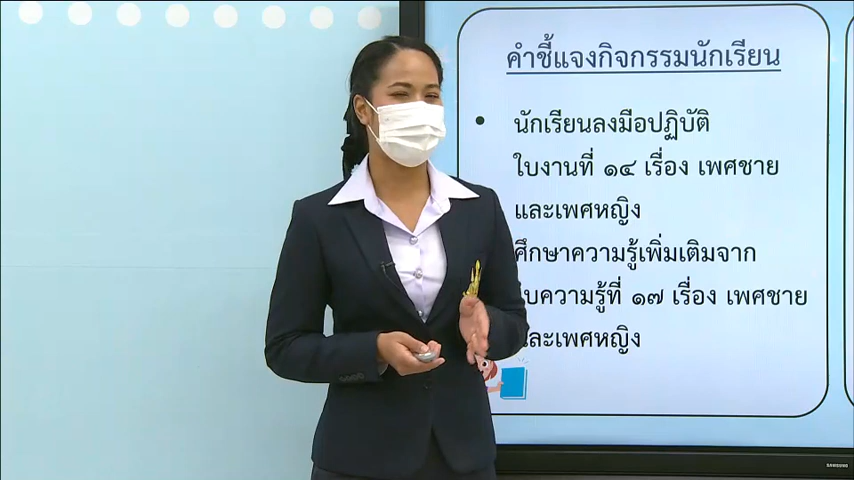 คำชี้แจงกิจกรรมนักเรียน
• นักเรียนลงมือปฏิบัติ
ใบงานที่ ๑๔ เรื่อง เพศชาย
และเพศหญิง
ศึกษาความรู้เพิ่มเติมจาก
ความรู้ที่ ๑๗ เรื่อง เพศชาย
และเพศหญิง
SAMSUNG